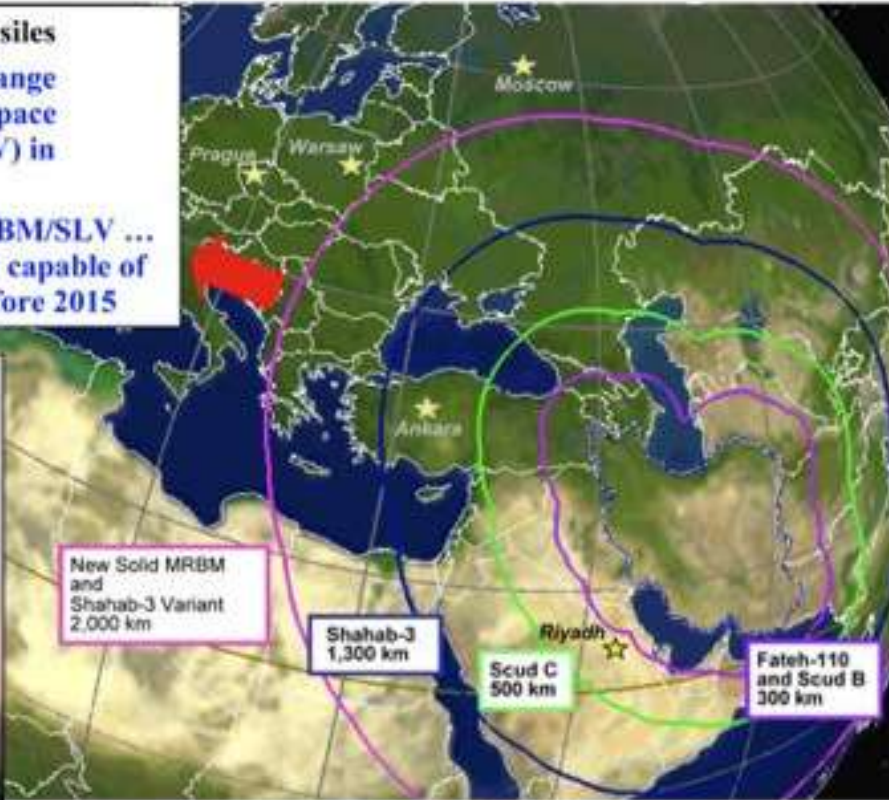 siles
ange
pace
V) in
BM/SLV …
capable of
fore 2015
Moscow
Prague
Warsaw
Ankara
New Solid MRBM
and
Shahab-3 Variant
2,000 km
Shahab-3
1,300 km
Riyadh
Scud C
500 km
Fateh-110
and Scud B
300 km